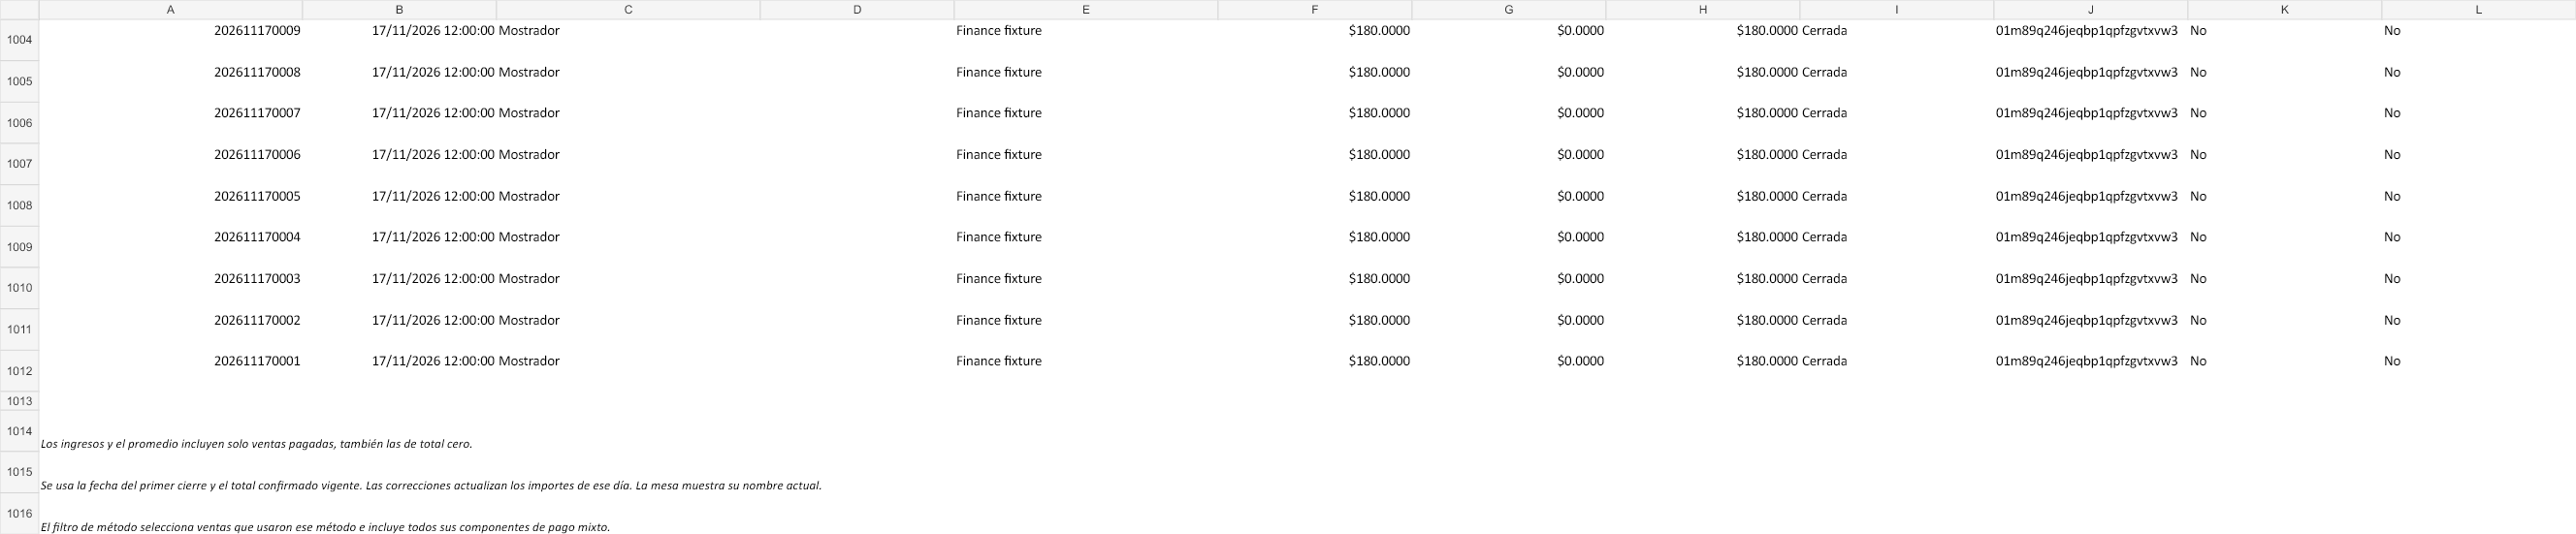 A B C D E F G H I J K L
1004 202611170009 17/11/2026 12:00:00 Mostrador Finance fixture $180.0000 $0.0000 $180.0000 Cerrada 01m89q246jeqbp1qpfzgvtxvw3 No No
1005 202611170008 17/11/2026 12:00:00 Mostrador Finance fixture $180.0000 $0.0000 $180.0000 Cerrada 01m89q246jeqbp1qpfzgvtxvw3 No No
1006 202611170007 17/11/2026 12:00:00 Mostrador Finance fixture $180.0000 $0.0000 $180.0000 Cerrada 01m89q246jeqbp1qpfzgvtxvw3 No No
1007 202611170006 17/11/2026 12:00:00 Mostrador Finance fixture $180.0000 $0.0000 $180.0000 Cerrada 01m89q246jeqbp1qpfzgvtxvw3 No No
1008 202611170005 17/11/2026 12:00:00 Mostrador Finance fixture $180.0000 $0.0000 $180.0000 Cerrada 01m89q246jeqbp1qpfzgvtxvw3 No No
1009 202611170004 17/11/2026 12:00:00 Mostrador Finance fixture $180.0000 $0.0000 $180.0000 Cerrada 01m89q246jeqbp1qpfzgvtxvw3 No No
1010 202611170003 17/11/2026 12:00:00 Mostrador Finance fixture $180.0000 $0.0000 $180.0000 Cerrada 01m89q246jeqbp1qpfzgvtxvw3 No No
1011 202611170002 17/11/2026 12:00:00 Mostrador Finance fixture $180.0000 $0.0000 $180.0000 Cerrada 01m89q246jeqbp1qpfzgvtxvw3 No No
1012 202611170001 17/11/2026 12:00:00 Mostrador Finance fixture $180.0000 $0.0000 $180.0000 Cerrada 01m89q246jeqbp1qpfzgvtxvw3 No No
1013
1014 Los ingresos y el promedio incluyen solo ventas pagadas, también las de total cero.
1015 Se usa la fecha del primer cierre y el total confirmado vigente. Las correcciones actualizan los importes de ese día. La mesa muestra su nombre actual.
1016 El filtro de método selecciona ventas que usaron ese método e incluye todos sus componentes de pago mixto.